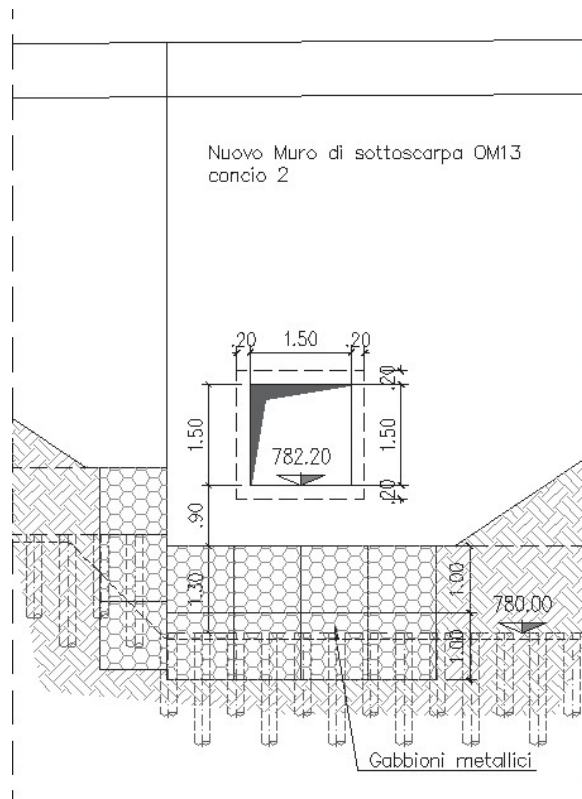 Nuovo Muro di sottoscarpa OM13
concio 2
.20 1.50 .20
.20
1.50
1.50
782.20
.20
.90
1.30
1.00
780.00
1.00
Gabbioni metallici